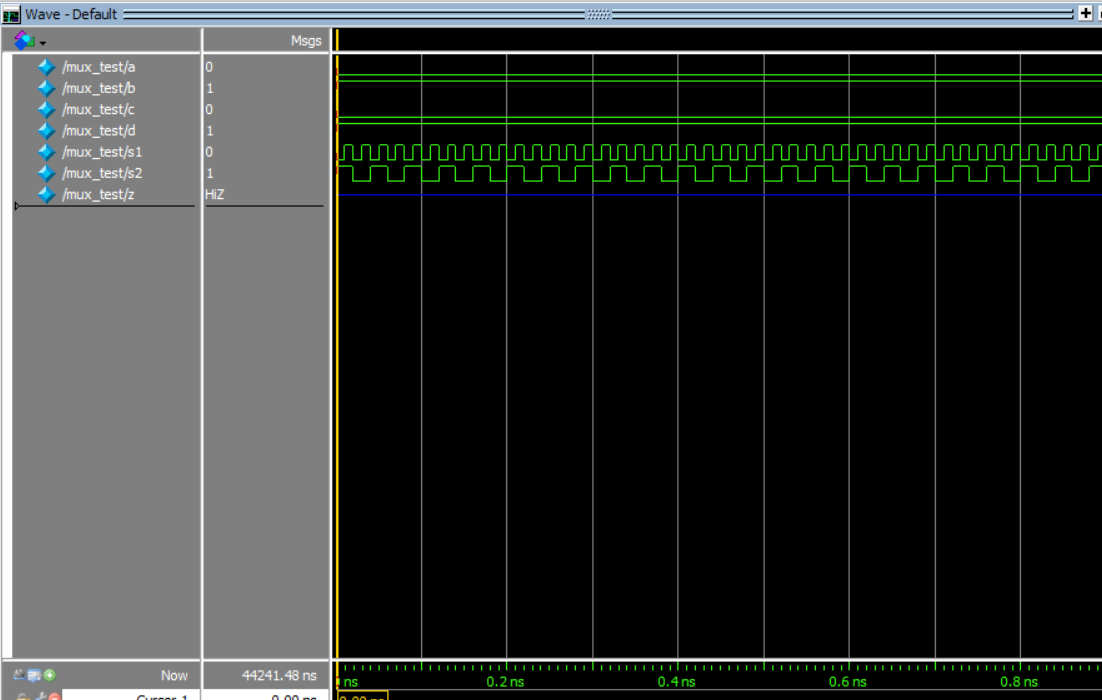 Wave - Default
Msgs
/mux_test/a 0
/mux_test/b 1
/mux_test/c 0
/mux_test/d 1
/mux_test/s1 0
/mux_test/s2 1
/mux_test/z HiZ
Now 44241.48 ns
ns 0.2 ns 0.4 ns 0.6 ns 0.8 ns
Cursor 1 0.00 ns 0.00 ns